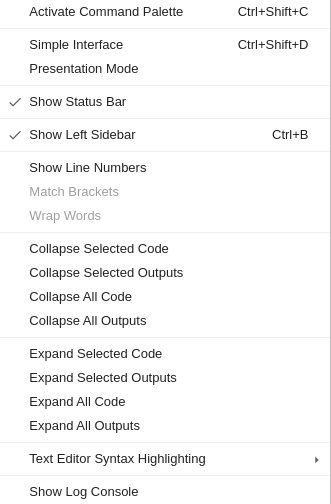 Activate Command Palette Ctrl+Shift+C
Simple Interface Ctrl+Shift+D
Presentation Mode
Show Status Bar
Show Left Sidebar Ctrl+B
Show Line Numbers
Match Brackets
Wrap Words
Collapse Selected Code
Collapse Selected Outputs
Collapse All Code
Collapse All Outputs
Expand Selected Code
Expand Selected Outputs
Expand All Code
Expand All Outputs
Text Editor Syntax Highlighting
Show Log Console